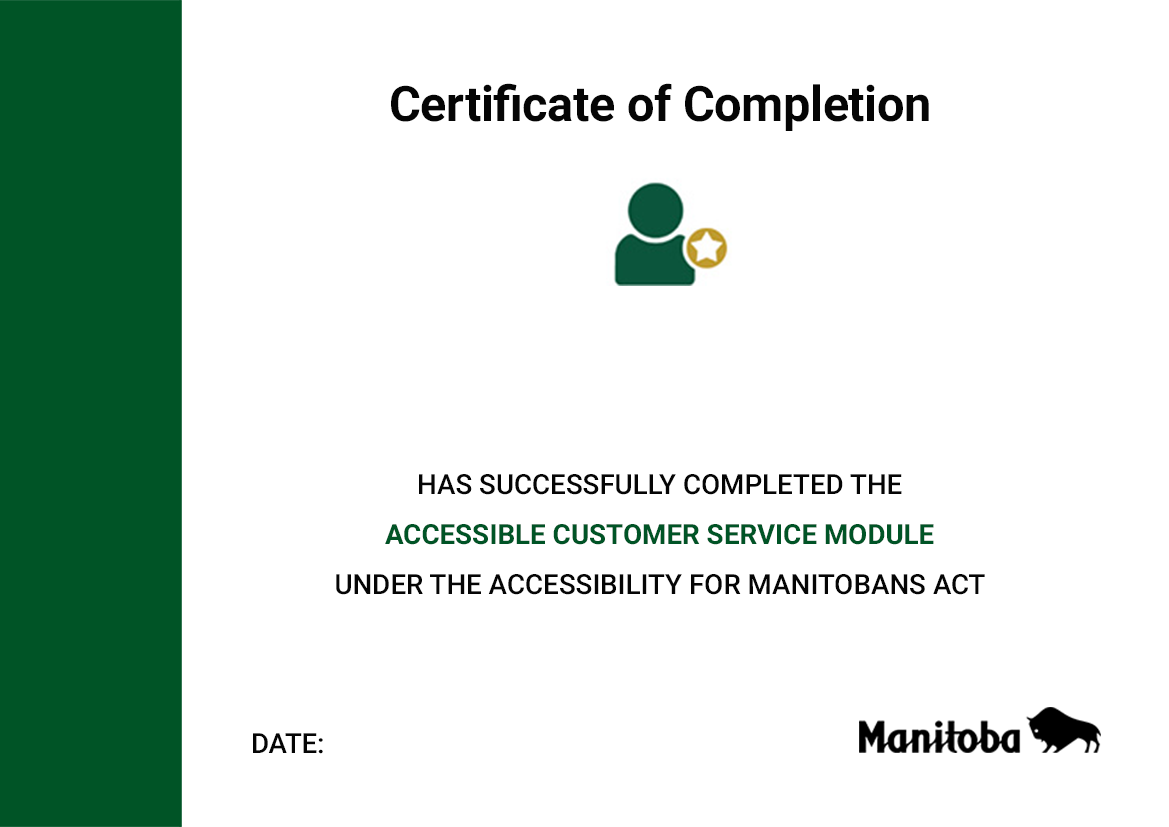 Certificate of Completion
HAS SUCCESSFULLY COMPLETED THE
ACCESSIBLE CUSTOMER SERVICE MODULE
UNDER THE ACCESSIBILITY FOR MANITOBANS ACT
DATE:
Manitoba